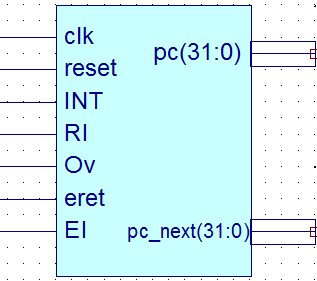 clk
pc(31:0)
reset
INT
RI
Ov
eret
EI
pc_next(31:0)